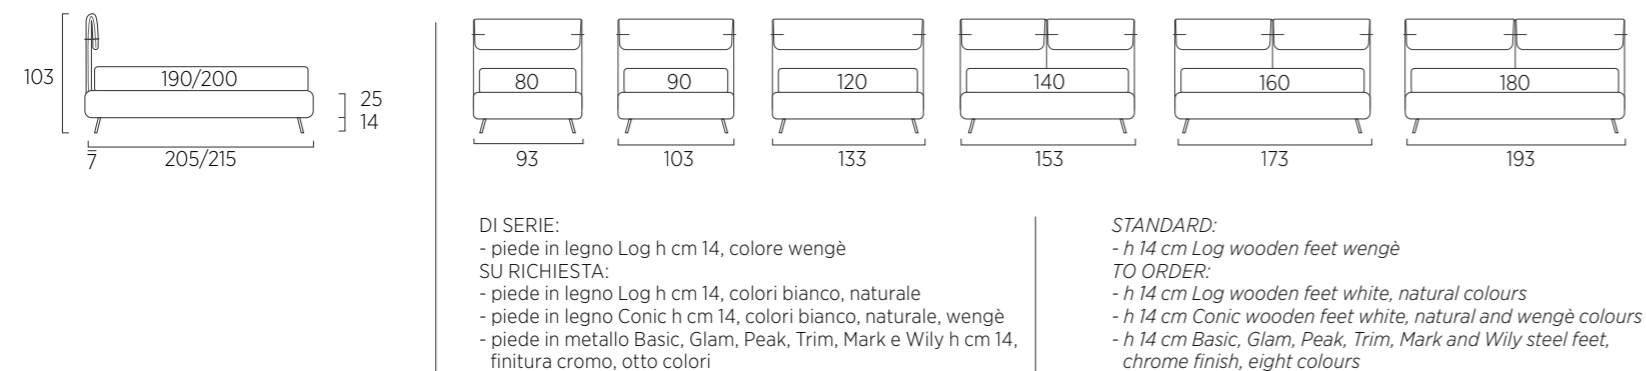 103
190/200
25
14
7
205/215
80
90
120
140
160
180
93
103
133
153
173
193
DI SERIE:
- piede in legno Log h cm 14, colore wengè
SU RICHIESTA:
- piede in legno Log h cm 14, colori bianco, naturale
- piede in legno Conic h cm 14, colori bianco, naturale, wengè
- piede in metallo Basic, Glam, Peak, Trim, Mark e Wily h cm 14,
finitura cromo, otto colori
STANDARD:
- h 14 cm Log wooden feet wengè
TO ORDER:
- h 14 cm Log wooden feet white, natural colours
- h 14 cm Conic wooden feet white, natural and wengè colours
- h 14 cm Basic, Glam, Peak, Trim, Mark and Wily steel feet,
chrome finish, eight colours